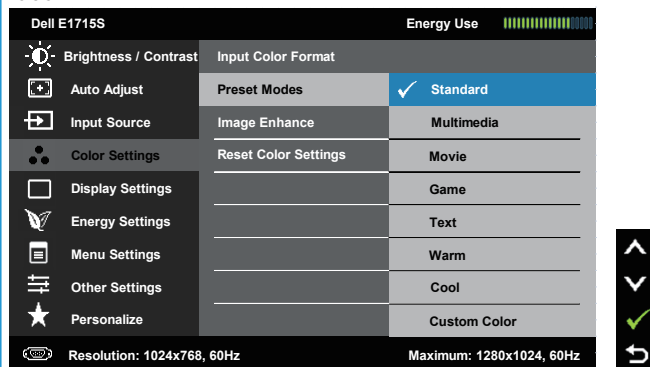 Dell E1715S Energy Use
Brightness / Contrast Input Color Format
Auto Adjust Preset Modes Standard
Input Source Image Enhance Multimedia
Color Settings Reset Color Settings Movie
Display Settings Game
Energy Settings Text
Menu Settings Warm
Other Settings Cool
Personalize Custom Color
Resolution: 1024x768, 60Hz Maximum: 1280x1024, 60Hz